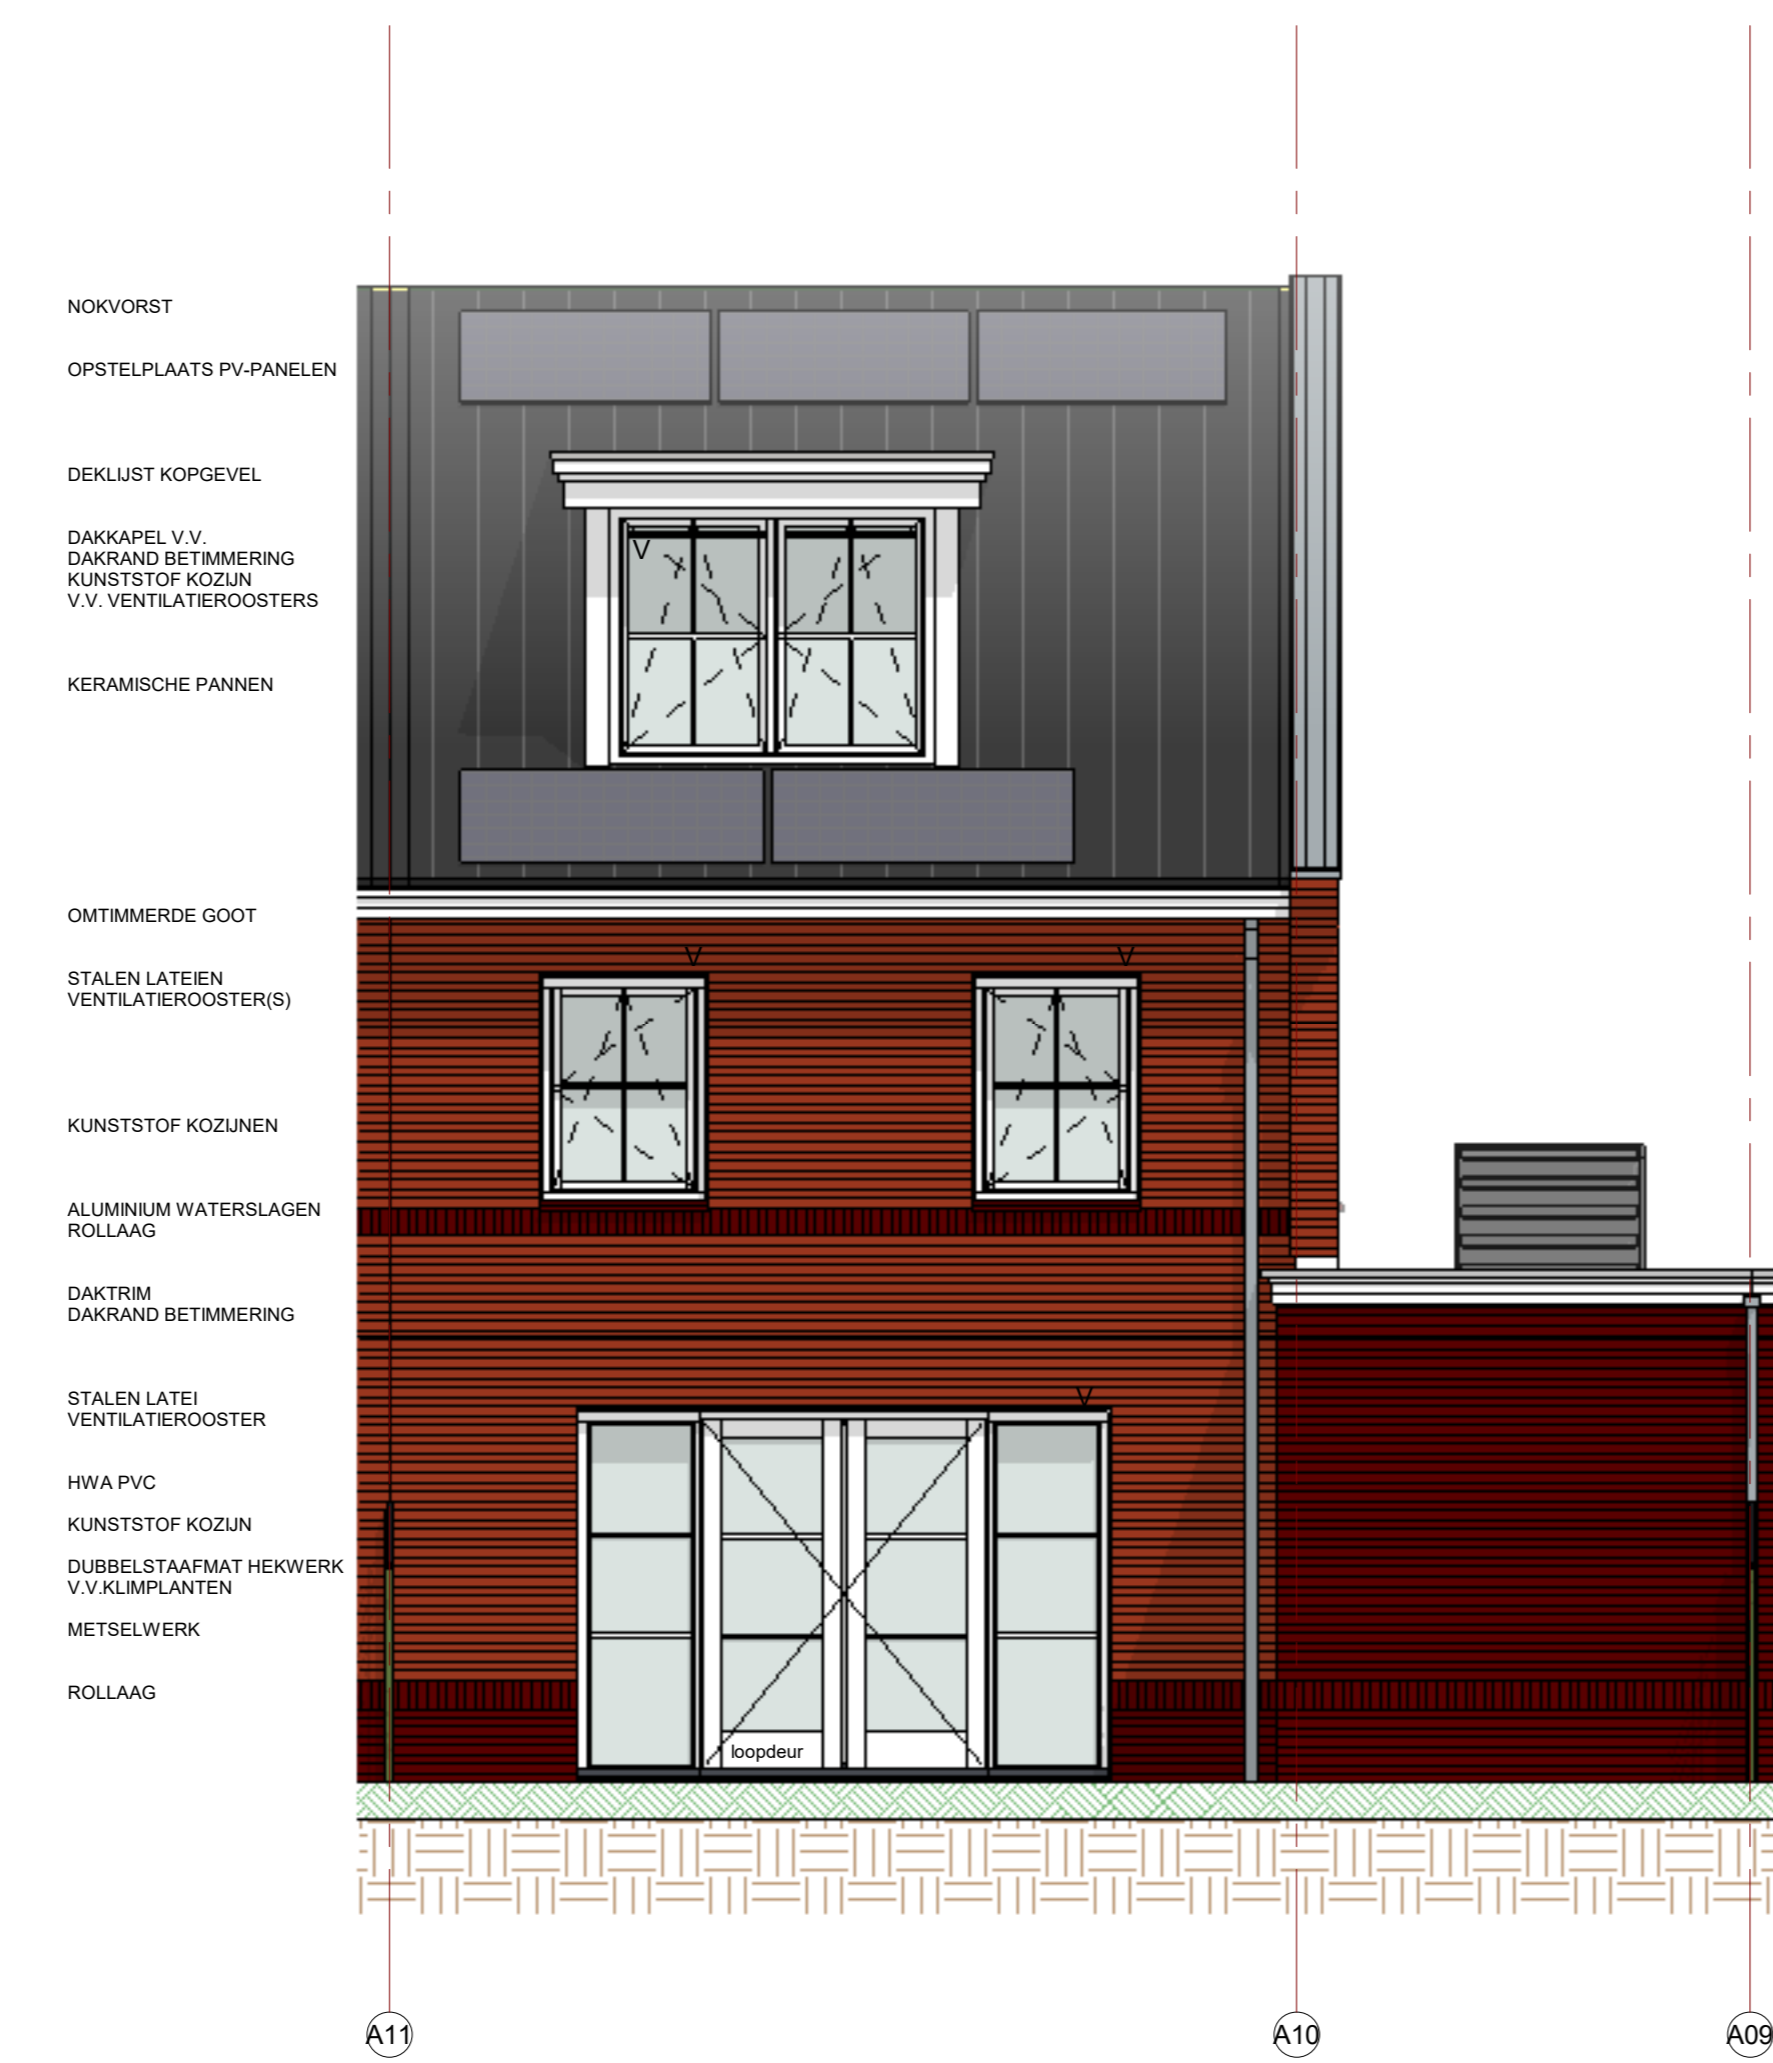 NOKVORST
OPSTELPLAATS PV-PANELEN
DEKLIJST KOPGEVEL
DAKKAPEL V.V.
DAKRAND BETIMMERING
KUNSTSTOF KOZIJN
V.V. VENTILATIEROOSTERS
V
KERAMISCHE PANNEN
OMTIMMERDE GOOT
V V
STALEN LATEIEN
VENTILATIEROOSTER(S)
KUNSTSTOF KOZIJNEN
ALUMINIUM WATERSLAGEN
ROLLAAG
DAKTRIM
DAKRAND BETIMMERING
STALEN LATEI
VENTILATIEROOSTER
V
HWA PVC
KUNSTSTOF KOZIJN
DUBBELSTAAFMAT HEKWERK
V.V.KLIMPLANTEN
METSELWERK
ROLLAAG
loopdeur
A11 A10 A09